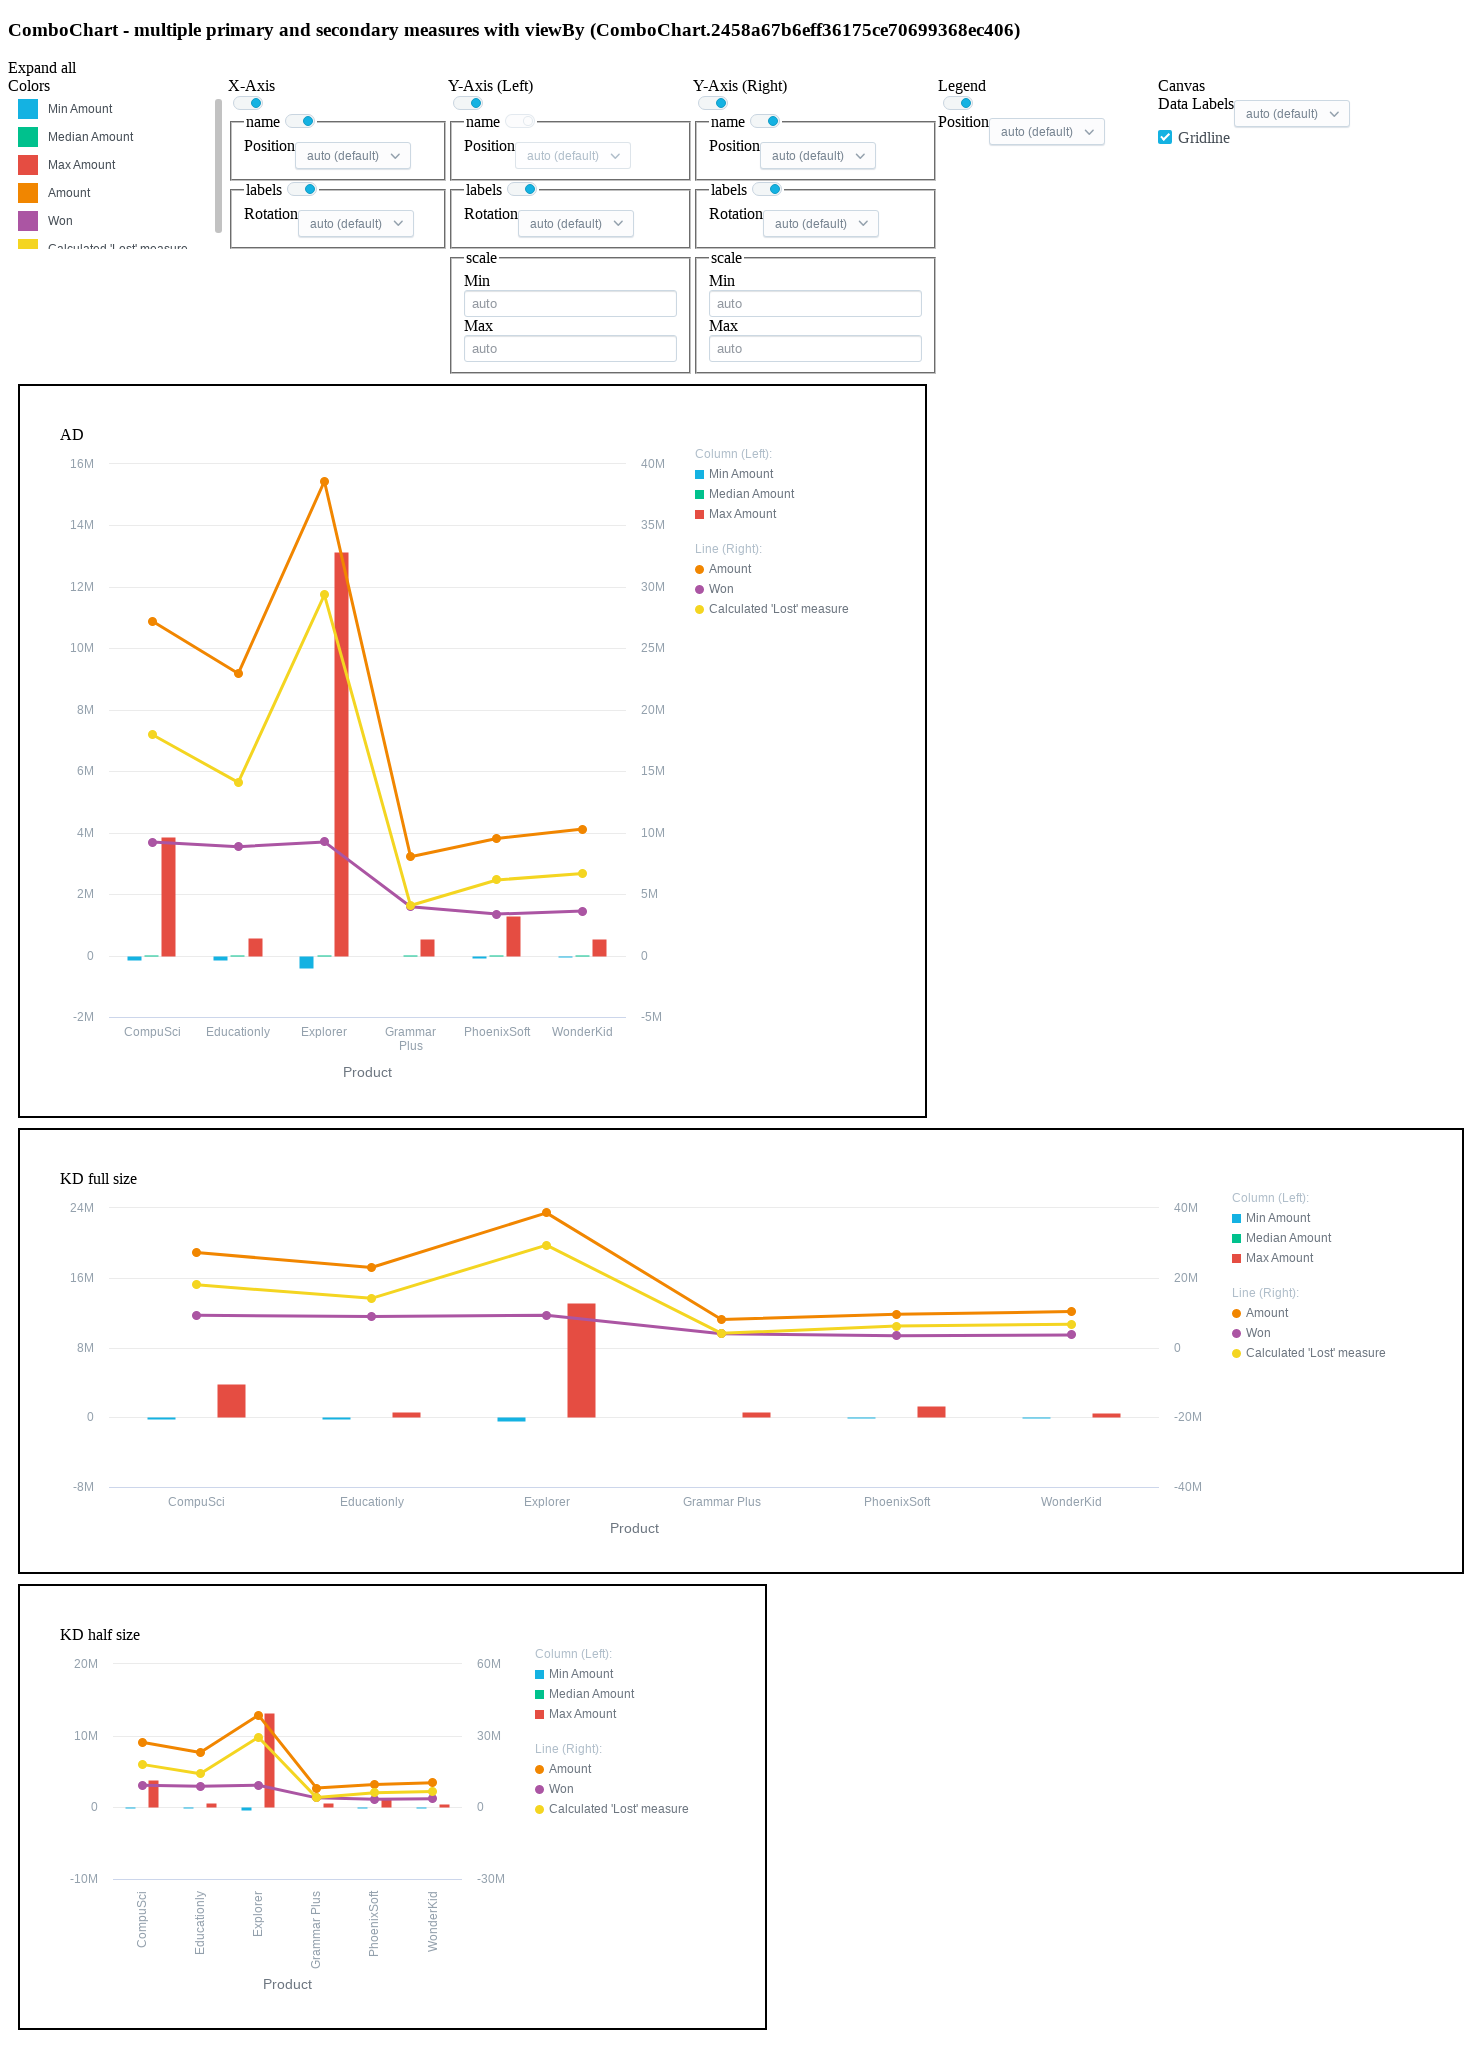 ComboChart - multiple primary and secondary measures with viewBy (ComboChart.2458a67b6eff36175ce70699368ec406)
Expand all
Colors
Min Amount
Median Amount
Max Amount
Amount
Won
Calculated 'Lost' measure
X-Axis
name
Position auto (default)
labels
Rotation auto (default)
Y-Axis (Left)
name
Position auto (default)
labels
Rotation auto (default)
scale
Min
auto
Max
auto
Y-Axis (Right)
name
Position auto (default)
labels
Rotation auto (default)
scale
Min
auto
Max
auto
Legend
Position auto (default)
Canvas
Data Labels auto (default)
Gridline
AD
16M
14M
12M
10M
8M
6M
4M
2M
0
-2M
40M
35M
30M
25M
20M
15M
10M
5M
0
-5M
CompuSci
Educationly
Explorer
Grammar
Plus
PhoenixSoft
WonderKid
Product
Column (Left):
Min Amount
Median Amount
Max Amount
Line (Right):
Amount
Won
Calculated 'Lost' measure
KD full size
24M
16M
8M
0
-8M
40M
20M
0
-20M
-40M
CompuSci
Educationly
Explorer
Grammar Plus
PhoenixSoft
WonderKid
Product
Column (Left):
Min Amount
Median Amount
Max Amount
Line (Right):
Amount
Won
Calculated 'Lost' measure
KD half size
20M
10M
0
-10M
60M
30M
0
-30M
CompuSci
Educationly
Explorer
Grammar Plus
PhoenixSoft
WonderKid
Product
Column (Left):
Min Amount
Median Amount
Max Amount
Line (Right):
Amount
Won
Calculated 'Lost' measure